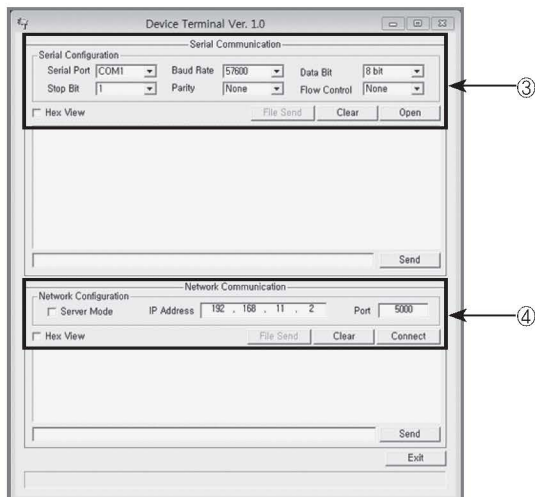 Device Terminal Ver. 1.0
Serial Communication
Serial Configuration
Serial Port COM1 Baud Rate 57600 Data Bit 8 bit
Stop Bit 1 Parity None Flow Control None
Hex View File Send Clear Open
③
Send
Network Communication
Network Configuration
Server Mode IP Address 192 . 168 . 11 . 2 Port 5000
④
Hex View File Send Clear Connect
Send
Exit